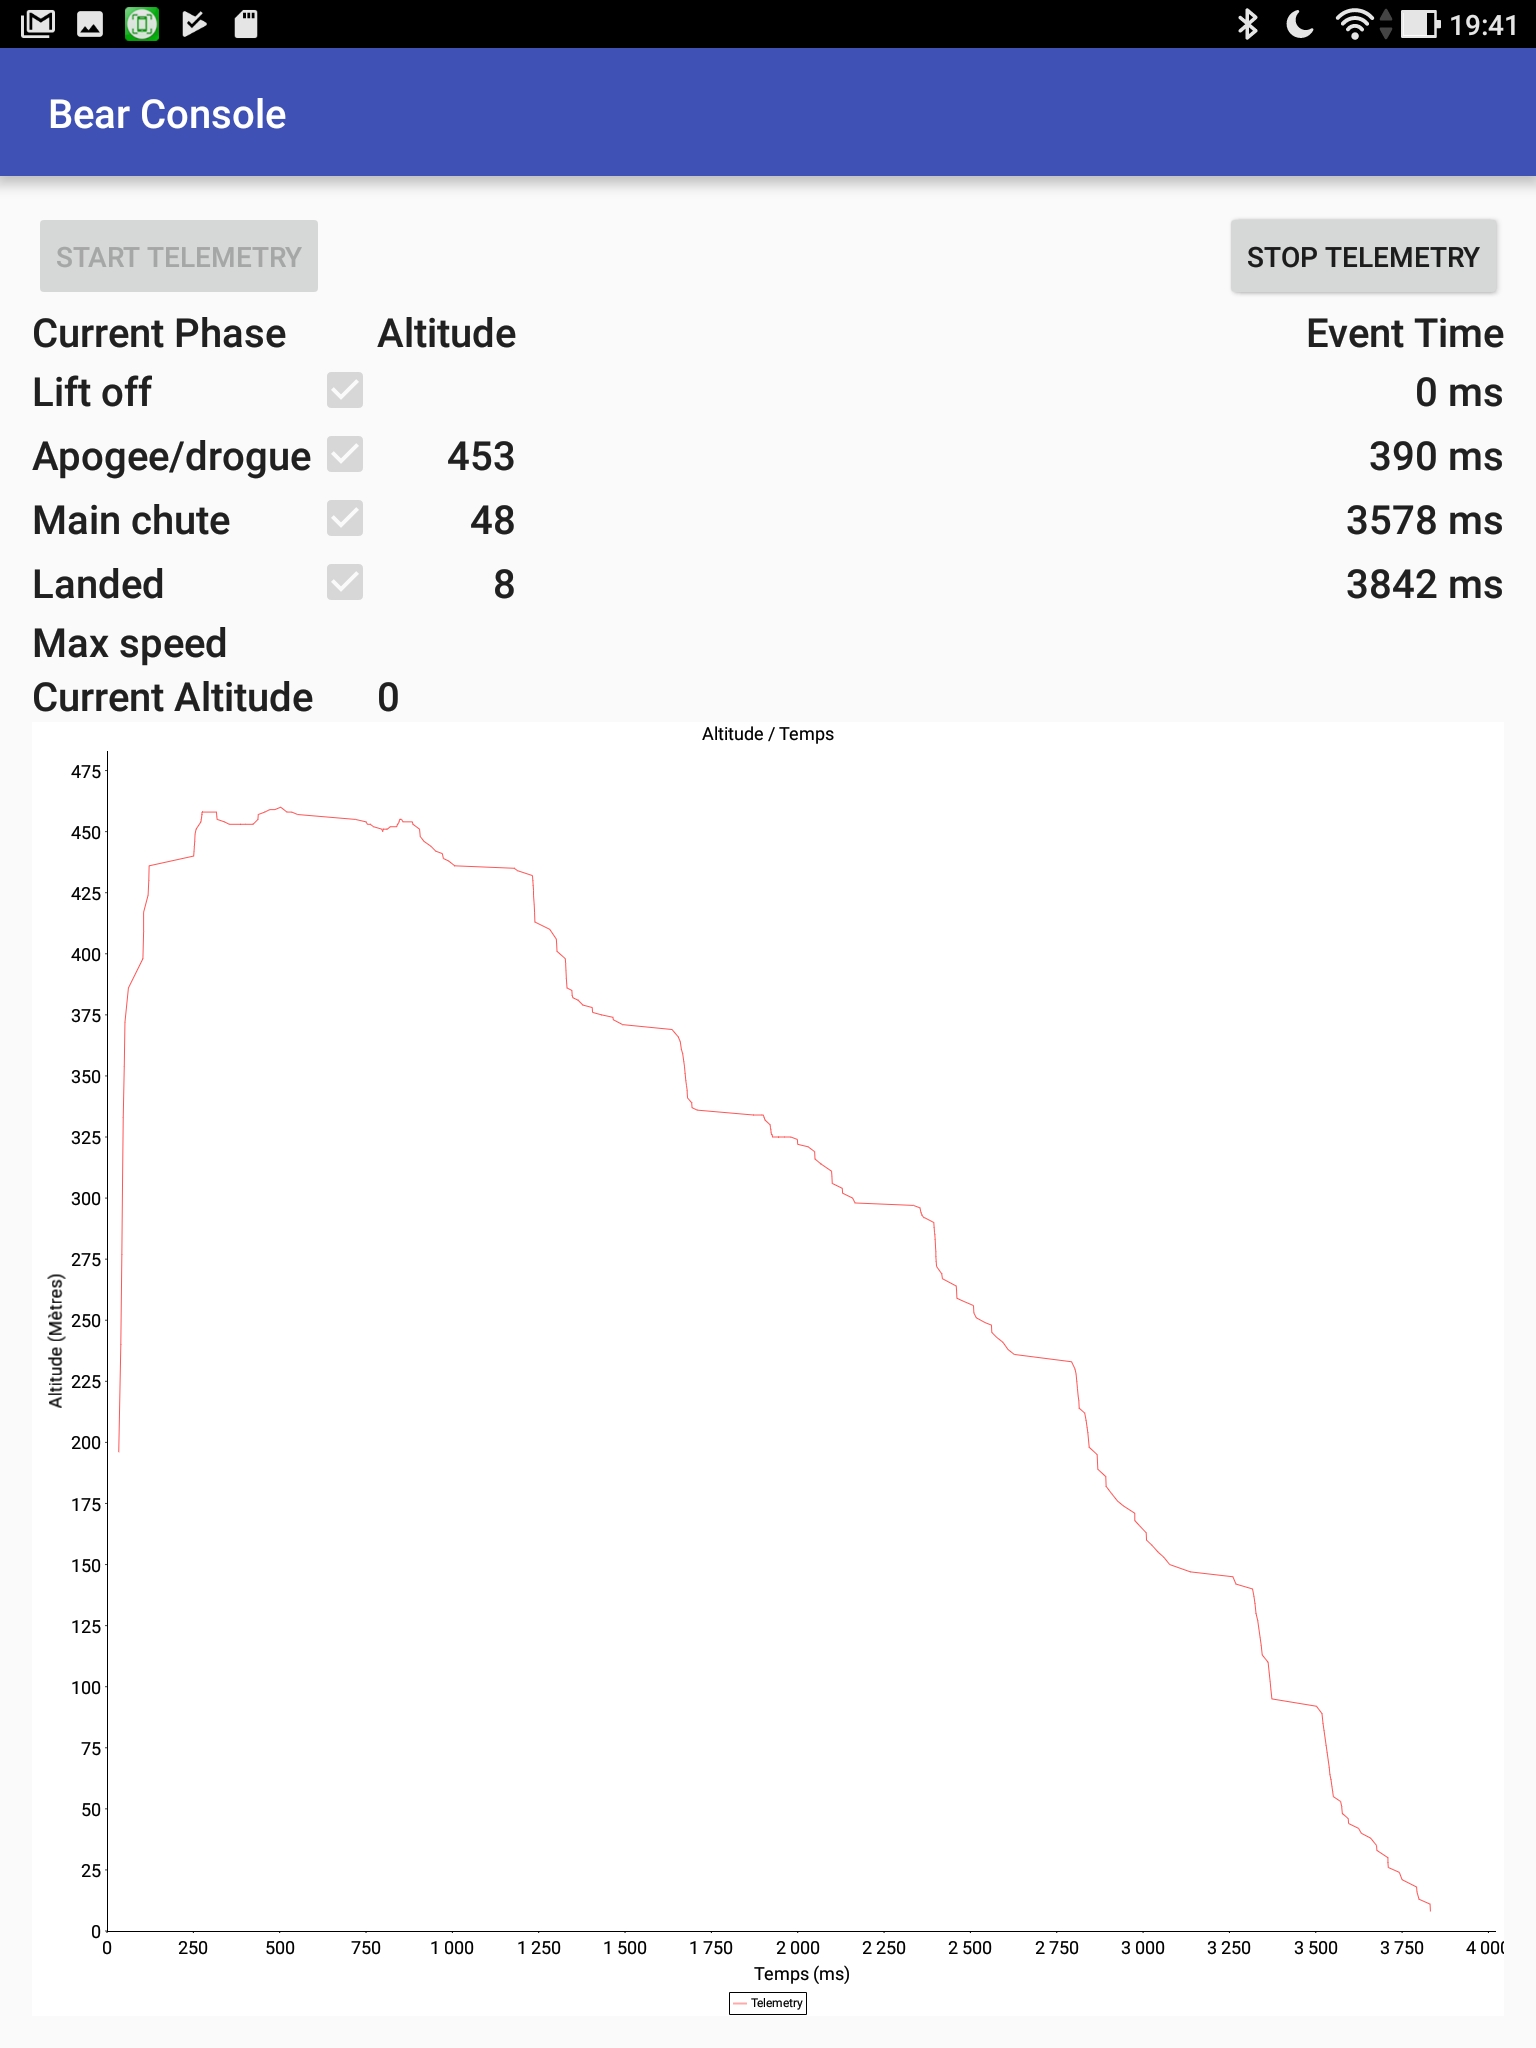 19:41
Bear Console
START TELEMETRY STOP TELEMETRY
Current Phase Altitude Event Time
Lift off 0 ms
Apogee/drogue 453 390 ms
Main chute 48 3578 ms
Landed 8 3842 ms
Max speed
Current Altitude 0
Altitude / Temps
475
450
425
400
375
350
325
300
275
250
225
200
175
150
125
100
75
50
25
0
Altitude (Mètres)
0 250 500 750 1 000 1 250 1 500 1 750 2 000 2 250 2 500 2 750 3 000 3 250 3 500 3 750 4 000
Temps (ms)
Telemetry